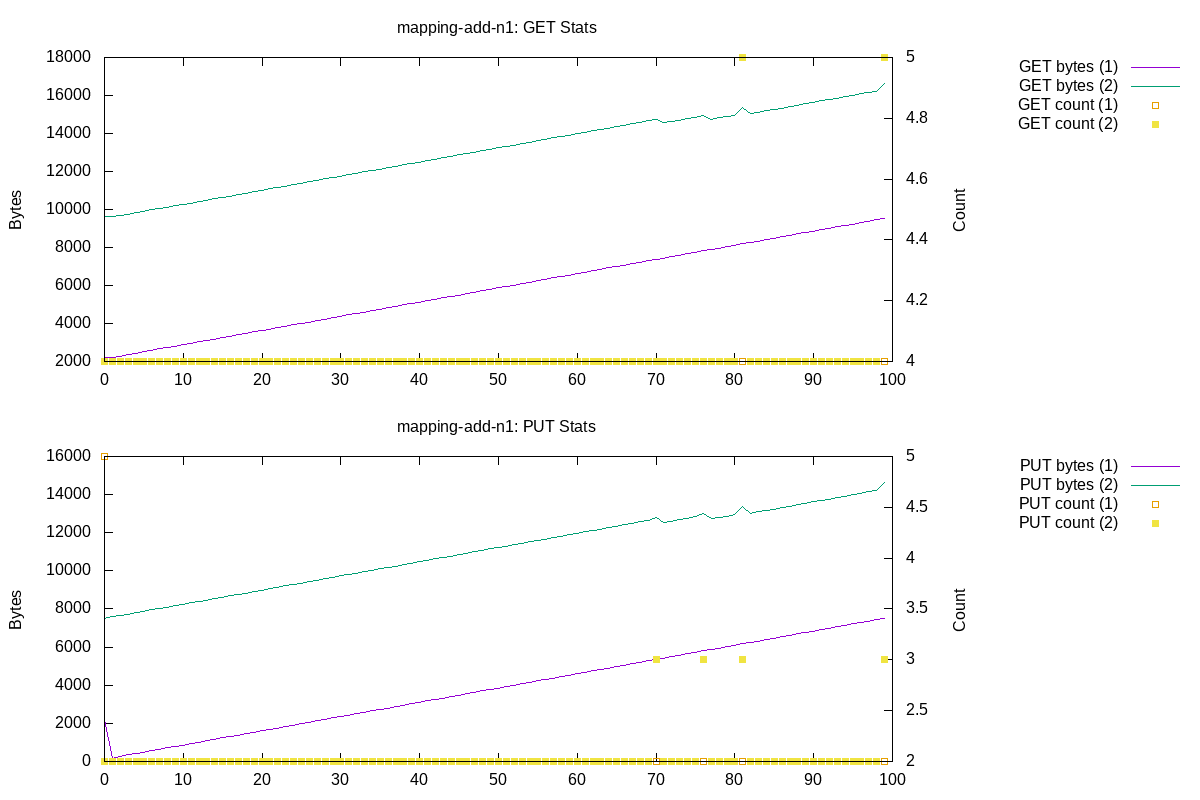 mapping-add-n1: GET Stats
18000
16000
14000
12000
10000
8000
6000
4000
2000
Bytes
0 10 20 30 40 50 60 70 80 90 100
5
4.8
4.6
4.4
4.2
4
Count
GET bytes (1)
GET bytes (2)
GET count (1)
GET count (2)
mapping-add-n1: PUT Stats
16000
14000
12000
10000
8000
6000
4000
2000
0
Bytes
0 10 20 30 40 50 60 70 80 90 100
5
4.5
4
3.5
3
2.5
2
Count
PUT bytes (1)
PUT bytes (2)
PUT count (1)
PUT count (2)